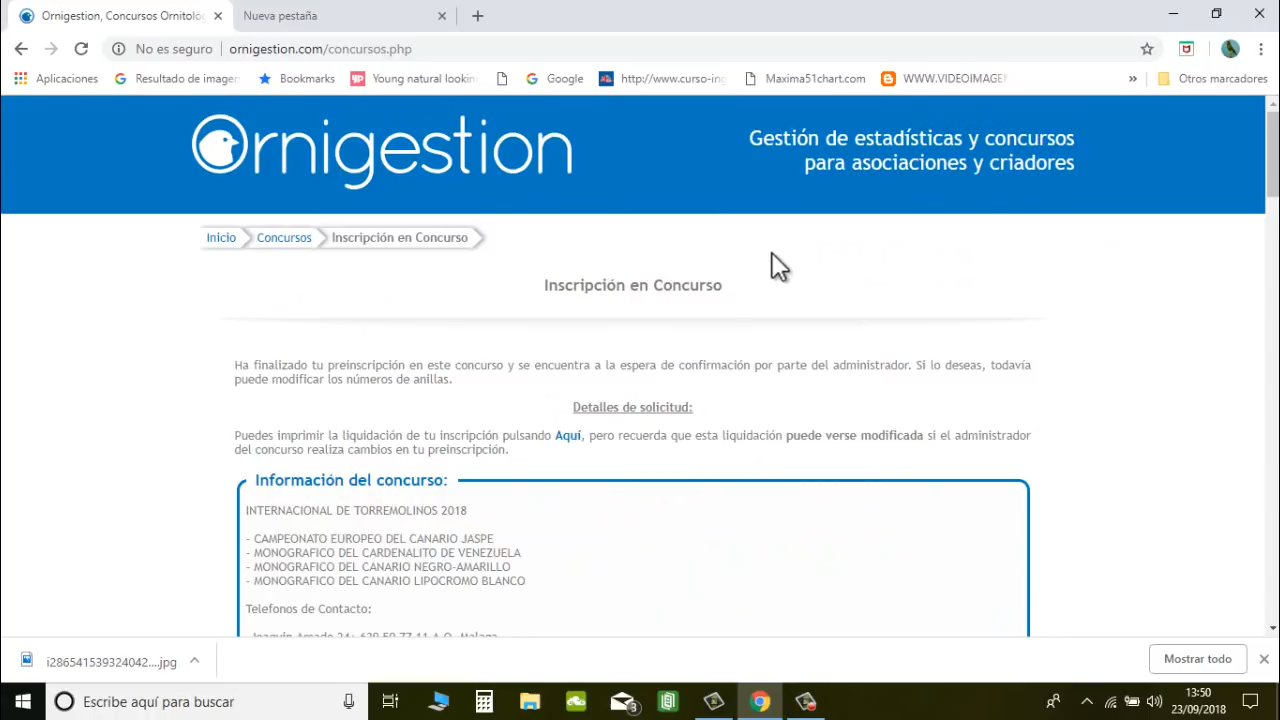 Ornigestion, Concursos Ornitológ
Nueva pestaña
No es seguro
ornigestion.com/concursos.php
Aplicaciones
Resultado de imagen
Bookmarks
Young natural lookin
Google
http://www.curso-ing
Maxima51chart.com
WWW.VIDEOIMAGEN
»
Otros marcadores
Ornigestion
Gestión de estadísticas y concursos
para asociaciones y criadores
Inicio
Concursos
Inscripción en Concurso
Inscripción en Concurso
Ha finalizado tu preinscripción en este concurso y se encuentra a la espera de confirmación por parte del administrador. Si lo deseas, todavía
puede modificar los números de anillas.
Detalles de solicitud:
Puedes imprimir la liquidación de tu inscripción pulsando Aquí, pero recuerda que esta liquidación puede verse modificada si el administrador
del concurso realiza cambios en tu preinscripción.
Información del concurso:
INTERNACIONAL DE TORREMOLINOS 2018
- CAMPEONATO EUROPEO DEL CANARIO JASPE
- MONOGRAFICO DEL CARDENALITO DE VENEZUELA
- MONOGRAFICO DEL CANARIO NEGRO-AMARILLO
- MONOGRAFICO DEL CANARIO LIPOCROMO BLANCO
Telefonos de Contacto:
i286541539324042....jpg
Mostrar todo
Escribe aquí para buscar
3
13:50
23/09/2018